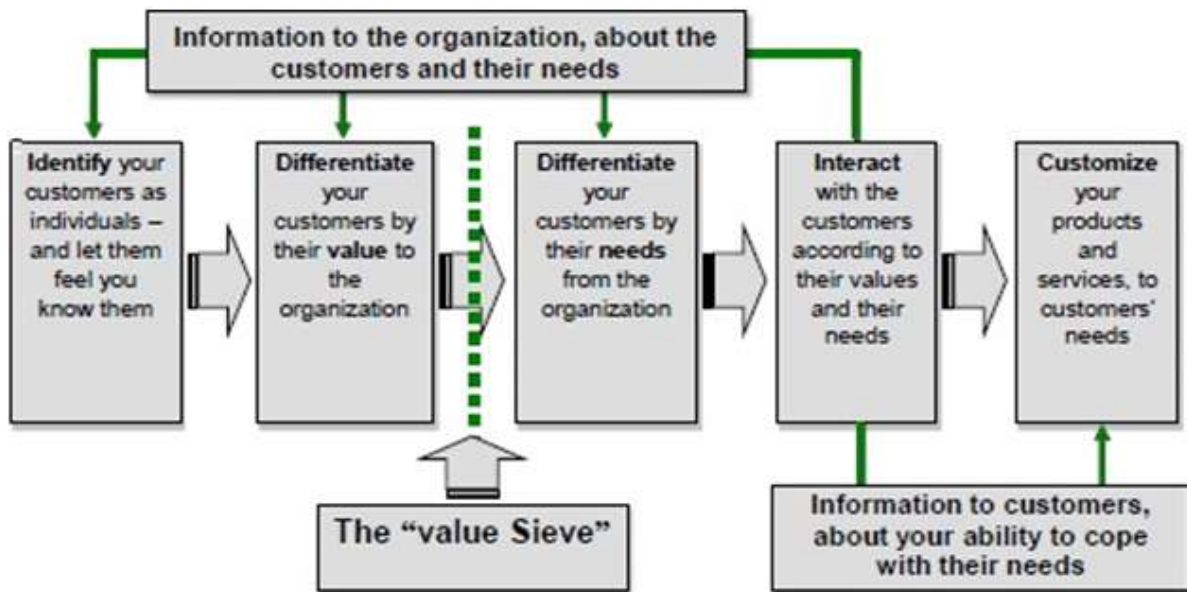 Information to the organization, about the
customers and their needs
Identify your
customers as
individuals –
and let them
feel you
know them
Differentiate
your
customers by
their value to
the
organization
Differentiate
your
customers by
their needs
from the
organization
Interact
with the
customers
according to
their values
and their
needs
Customize
your
products
and
services, to
customers'
needs
The “value Sieve”
Information to customers,
about your ability to cope
with their needs